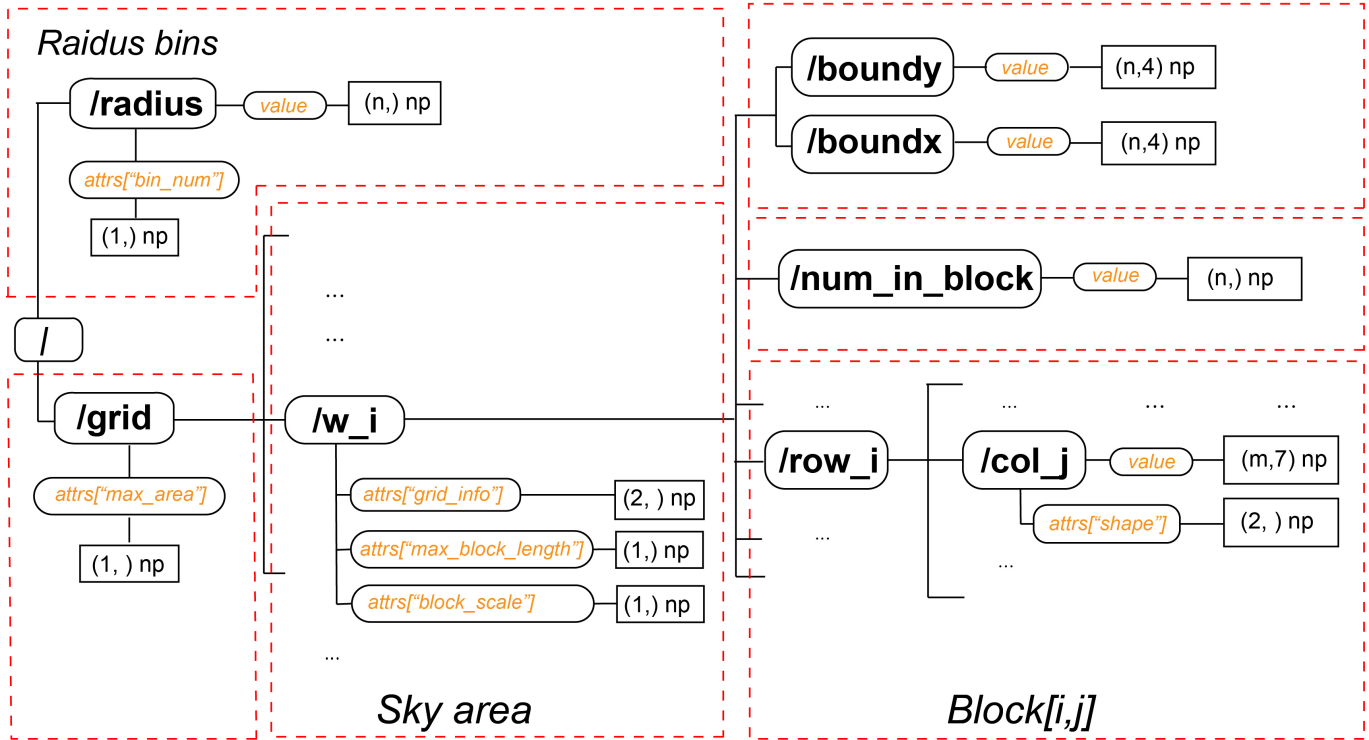 Raidus bins
/radius
value
(n,) np
attrs["bin_num"]
(1,) np
/
/grid
attrs["max_area"]
(1, ) np
...
...
/w_i
attrs["grid_info"]
(2, ) np
attrs["max_block_length"]
(1,) np
attrs["block_scale"]
(1,) np
...
Sky area
/boundy
value
(n,4) np
/boundx
value
(n,4) np
/num_in_block
value
(n,) np
... ... ... ...
/row_i
/col_j
value
(m,7) np
attrs["shape"]
(2, ) np
...
...
Block[i,j]